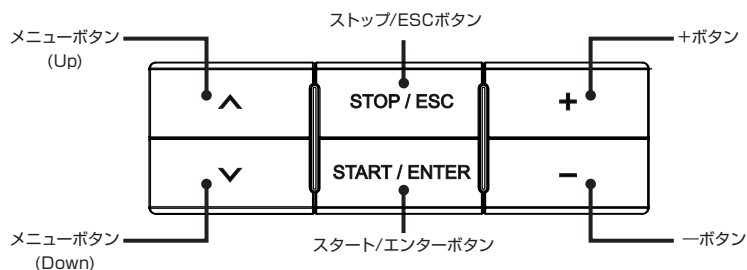 ストップ/ESCボタン
メニューボタン
(Up)
+ボタン
STOP / ESC
+
START / ENTER
−
メニューボタン
(Down)
スタート/エンターボタン
―ボタン